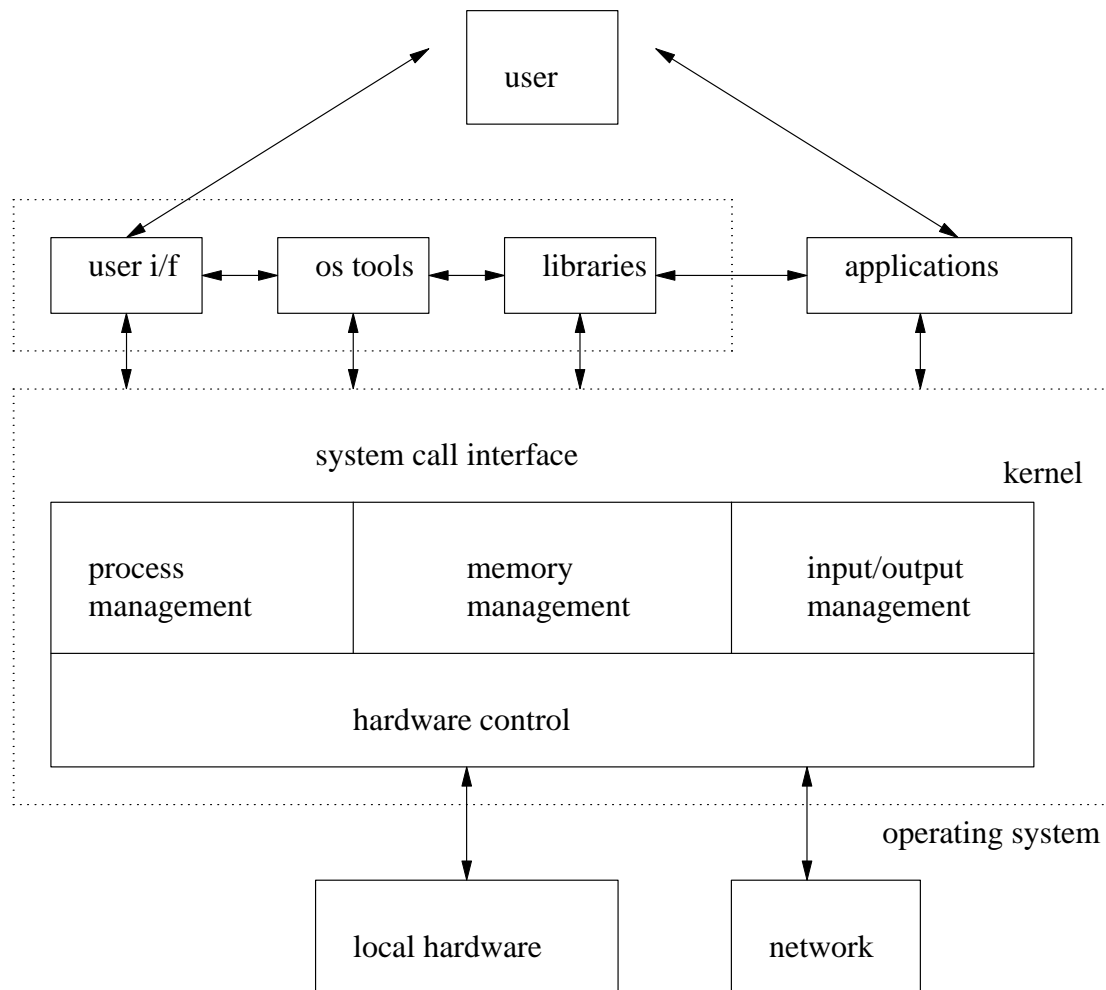 user
user i/f
os tools
libraries
applications
system call interface
kernel
process
management
memory
management
input/output
management
hardware control
operating system
local hardware
network